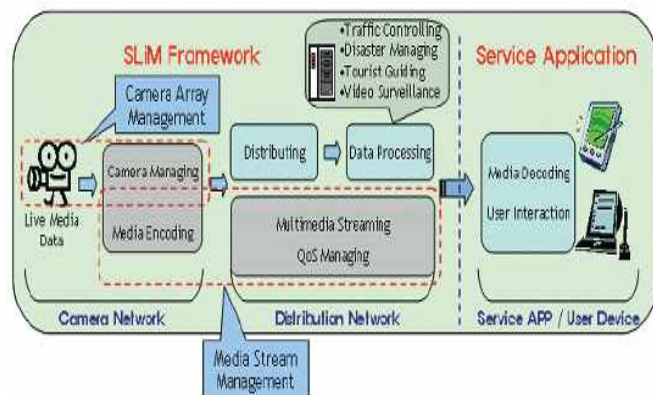 •Traffic Controlling
•Disaster Managing
•Tourist Guiding
•Video Surveillance
SLiM Framework
Service Application
Camera Array
Management
Distributing
Data Processing
Camera Managing
Media Encoding
Live Media
Data
Multimedia Streaming
QoS Managing
Media Decoding
User Interaction
Camera Network
Distribution Network
Service APP / User Device
Media Stream
Management